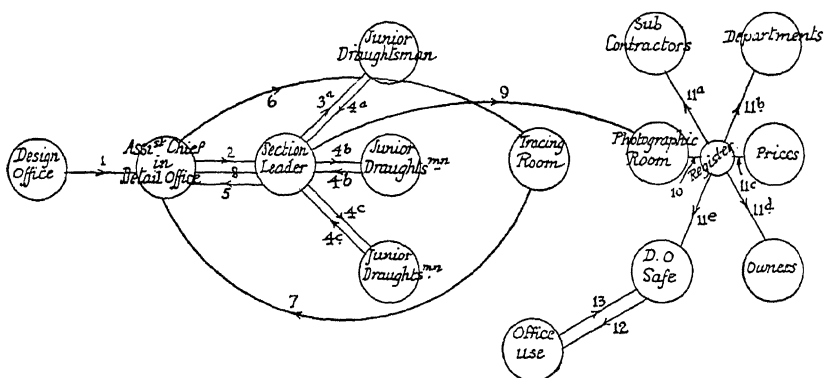 Design
Office
1
Assist Chief
in
Detail Office
2
8
5
Section
Leader
6
7
3a
4a
Junior
Draughtsman
4b
4b
Junior
Draughtsmn
4c
4c
Junior
Draughtsmn
9
Tracing
Room
Photographic
Room
10
Register
Sub
Contractors
11a
Departments
11b
Prices
11c
Owners
11d
11e
D.O
Safe
13
12
Office
use